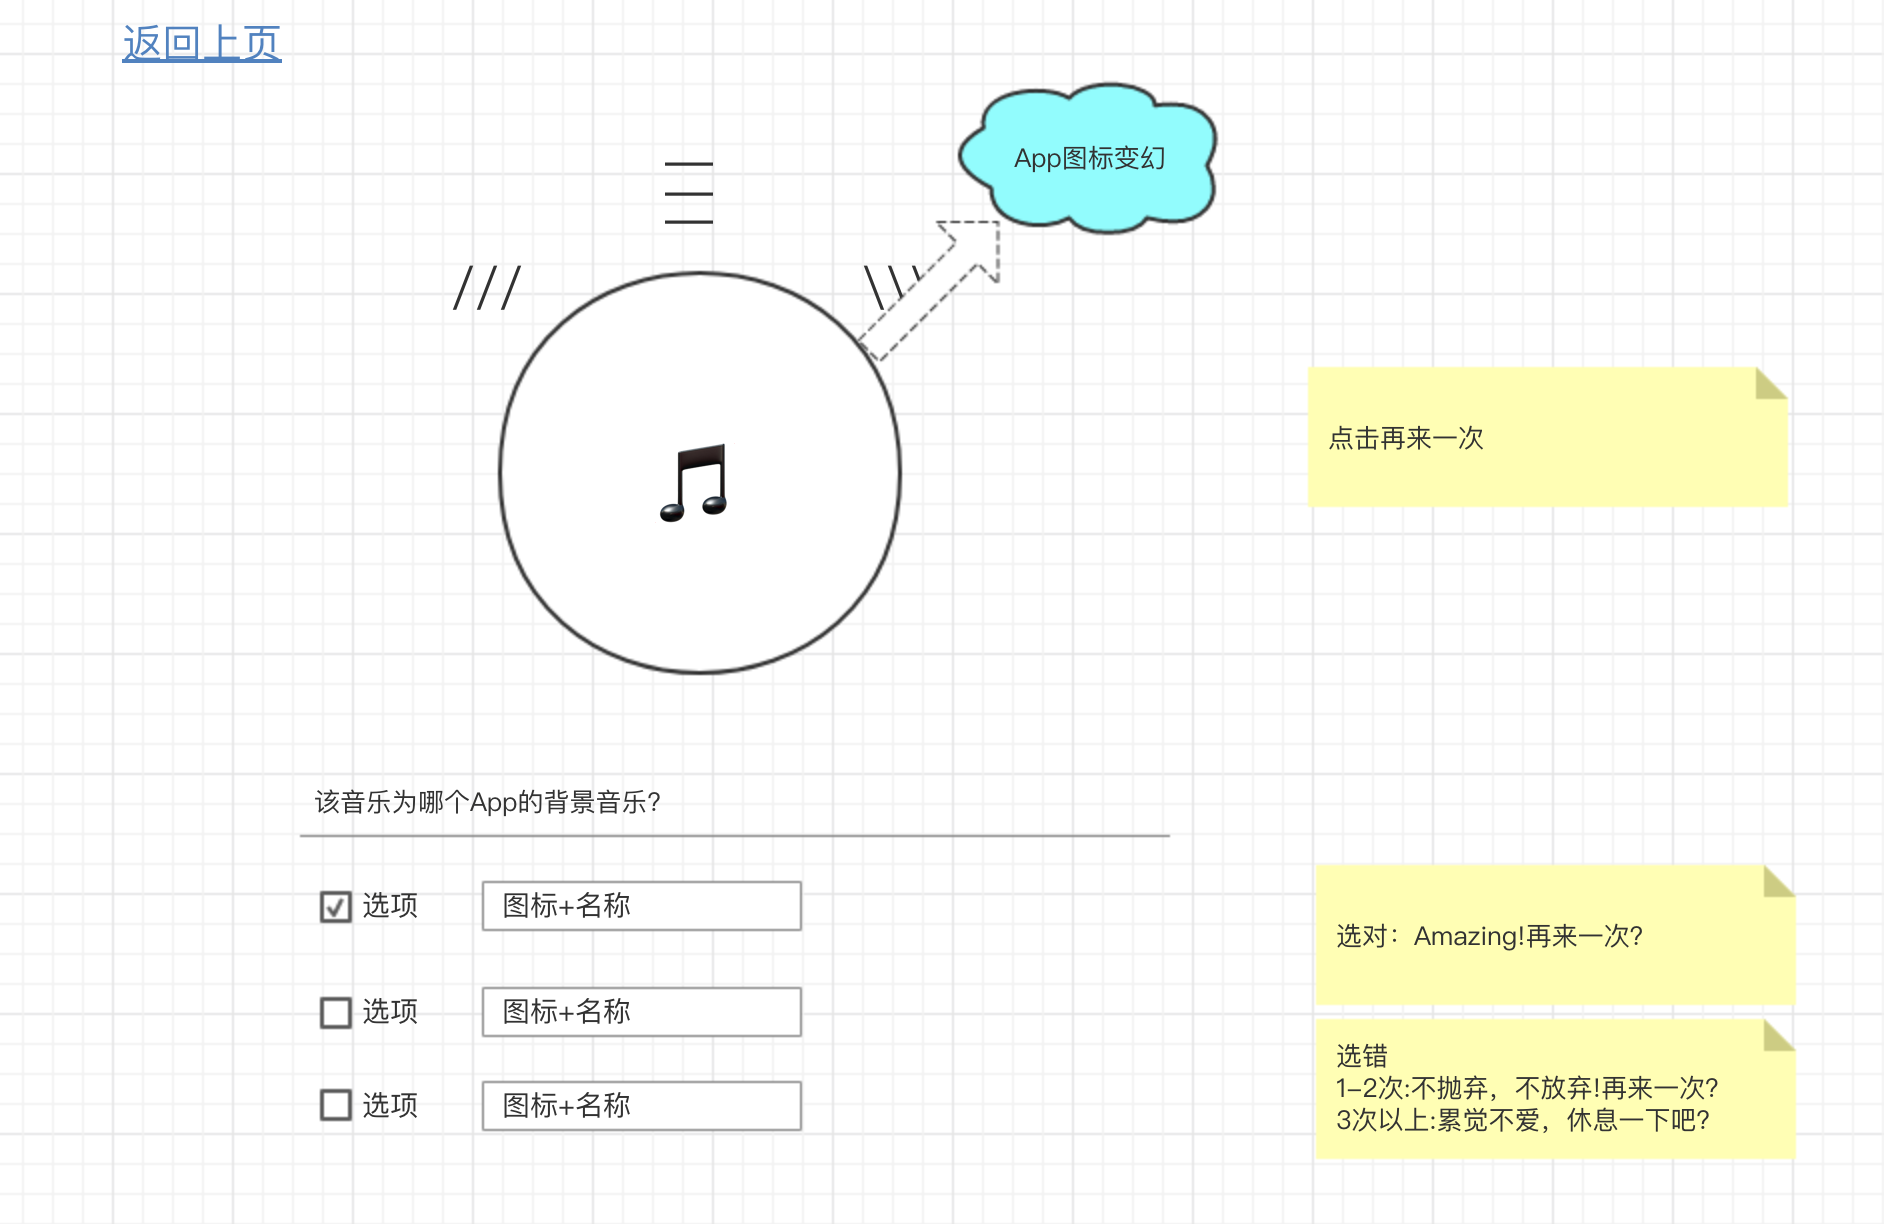 返回上页
App图标变幻
点击再来一次
该音乐为哪个App的背景音乐？
选项
图标+名称
选项
图标+名称
选项
图标+名称
选对：Amazing!再来一次？
选错
1-2次:不抛弃，不放弃!再来一次？
3次以上:累觉不爱，休息一下吧？